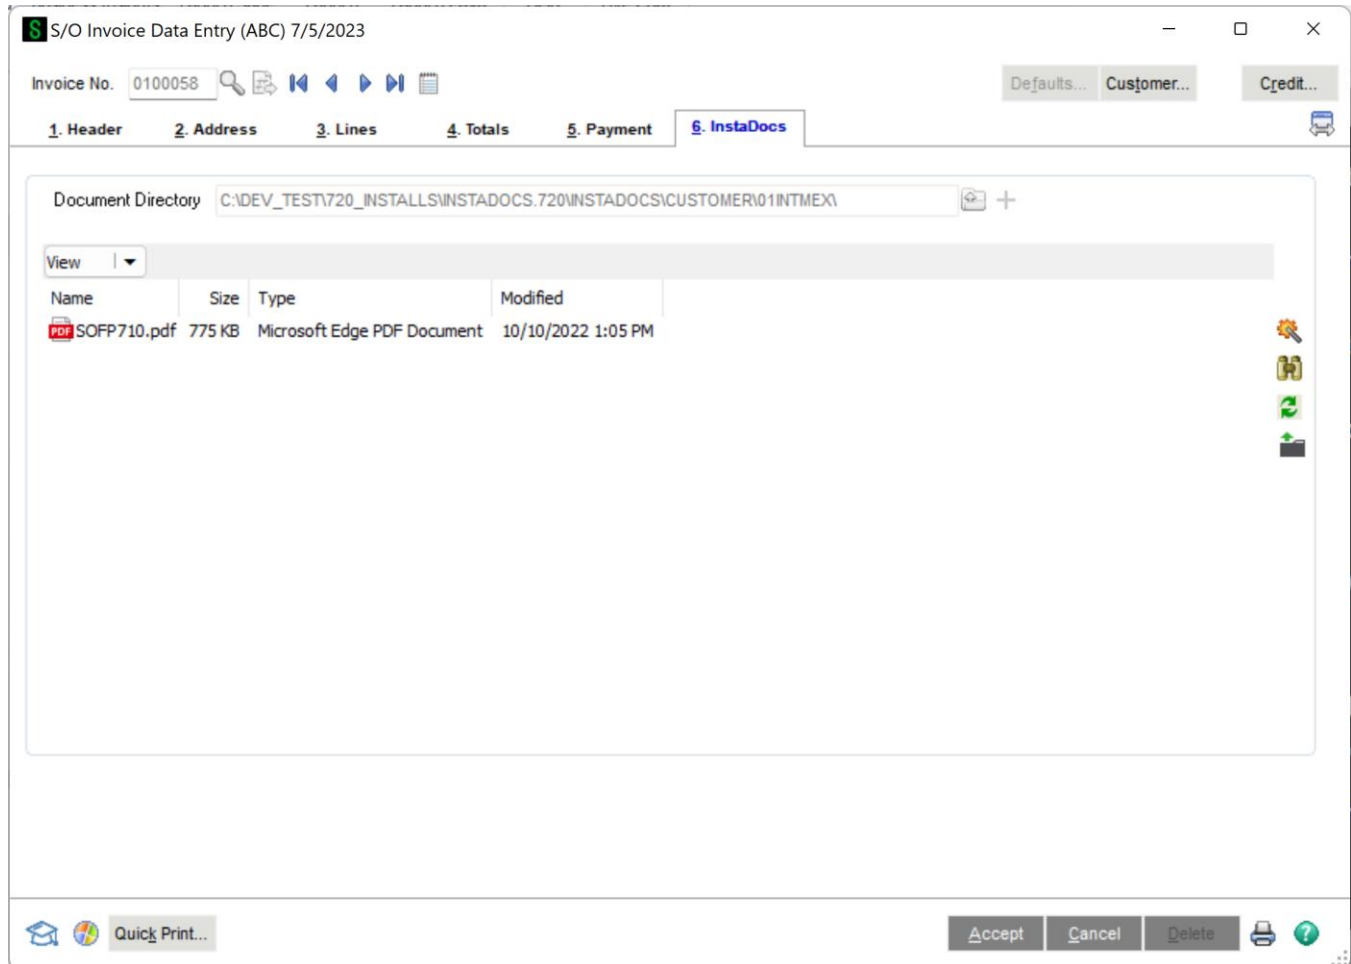 S/O Invoice Data Entry (ABC) 7/5/2023
Invoice No. 0100058 Defaults... Customer... Credit...
1. Header 2. Address 3. Lines 4. Totals 5. Payment 6. InstaDocs
Document Directory C:\DEV_TEST\720_INSTALLS\INSTADOCS.720\INSTADOCS\CUSTOMER\01INTMEX\
View
Name Size Type Modified
PDF SOFP710.pdf 775 KB Microsoft Edge PDF Document 10/10/2022 1:05 PM
Quick Print... Accept Cancel Delete